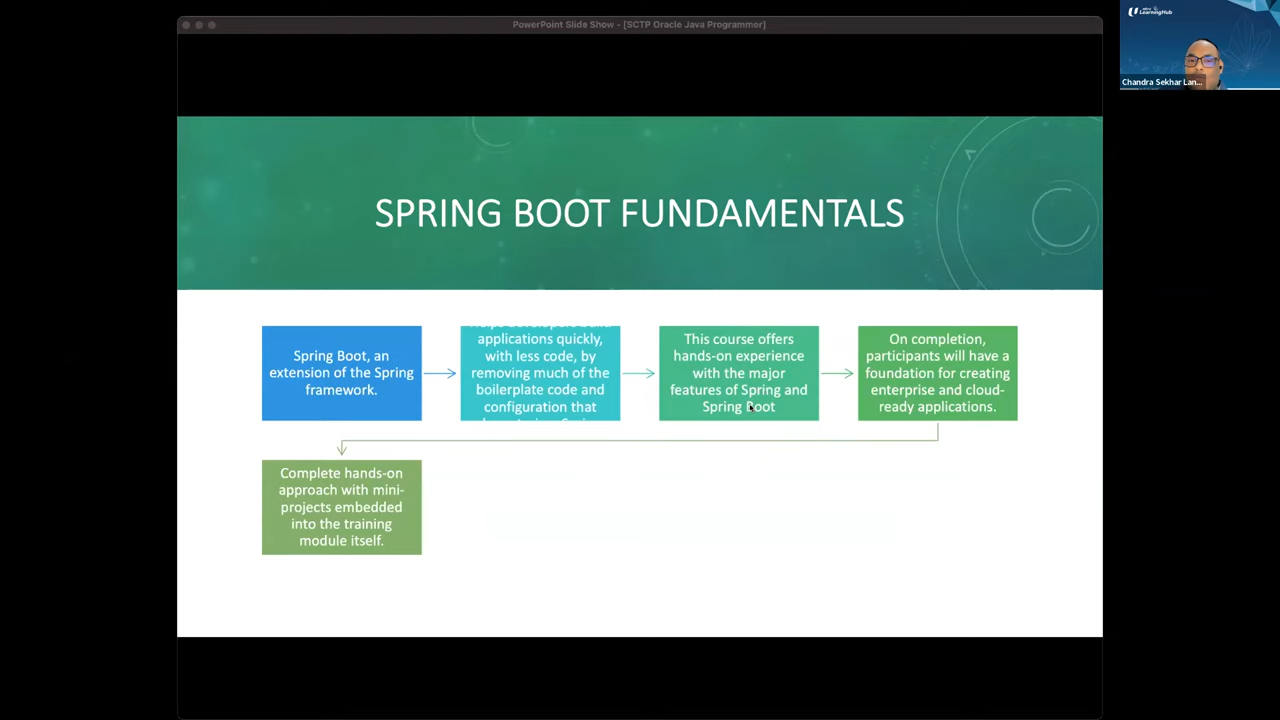 PowerPoint Slide Show - [SCTP Oracle Java Programmer]
LearningHub
Chandra Sekhar Lan...
SPRING BOOT FUNDAMENTALS
Spring Boot, an
extension of the Spring
framework.
applications quickly,
with less code, by
removing much of the
boilerplate code and
configuration that
This course offers
hands-on experience
with the major
features of Spring and
Spring Boot
On completion,
participants will have a
foundation for creating
enterprise and cloud-
ready applications.
Complete hands-on
approach with mini-
projects embedded
into the training
module itself.